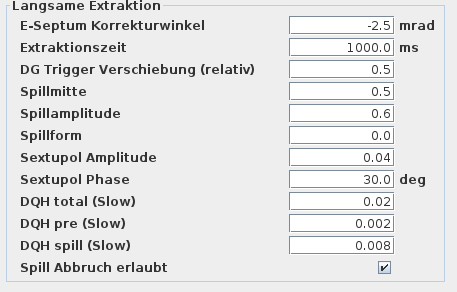 Langsame Extraktion
E-Septum Korrekturwinkel -2.5 mrad
Extraktionszeit 1000.0 ms
DG Trigger Verschiebung (relativ) 0.5
Spillmitte 0.5
Spillamplitude 0.6
Spillform 0.0
Sextupol Amplitude 0.04
Sextupol Phase 30.0 deg
DQH total (Slow) 0.02
DQH pre (Slow) 0.002
DQH spill (Slow) 0.008
Spill Abbruch erlaubt